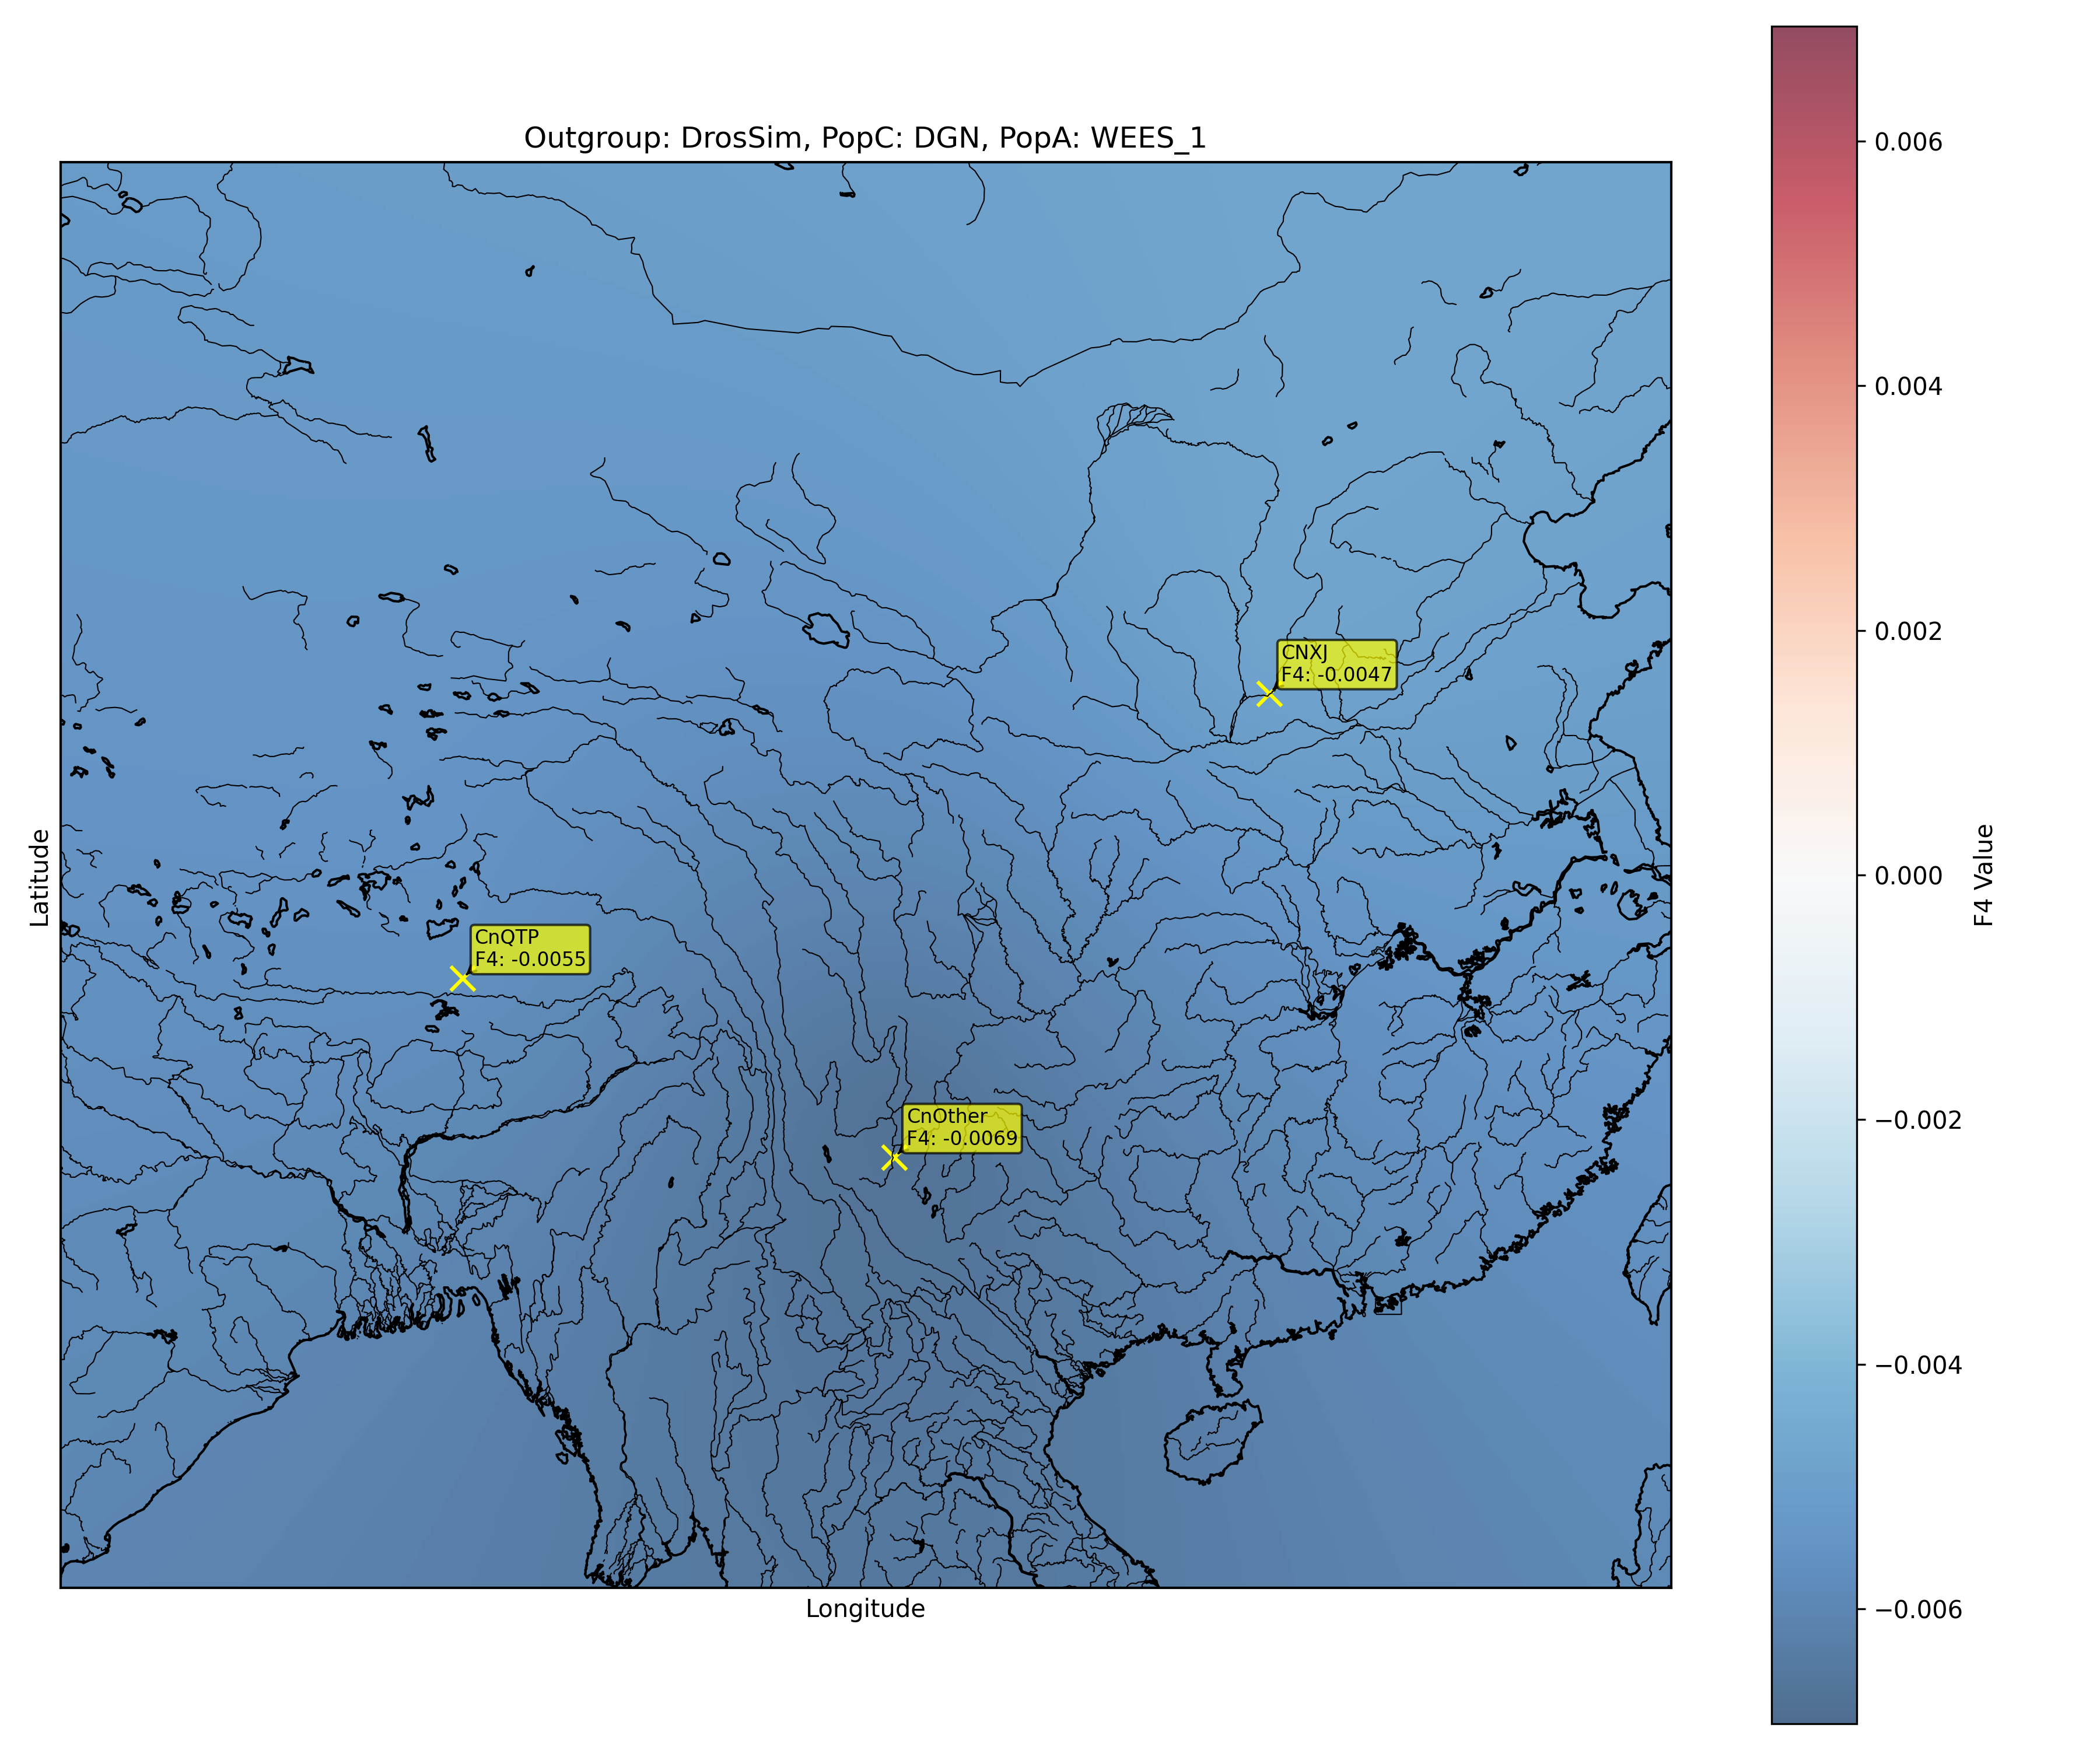 Outgroup: DrosSim, PopC: DGN, PopA: WEES_1
CNXJ
F4: -0.0047
CnQTP
F4: -0.0055
CnOther
F4: -0.0069
Latitude
Longitude
0.006
0.004
0.002
0.000
−0.002
−0.004
−0.006
F4 Value